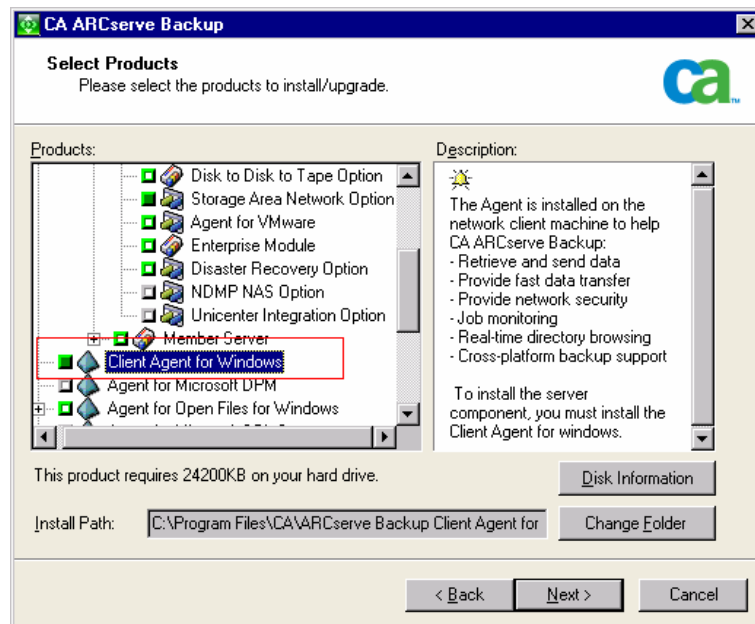 CA ARCserve Backup
Select Products
Please select the products to install/upgrade.
ca
TM
Products:
Disk to Disk to Tape Option
Storage Area Network Option
Agent for VMware
Enterprise Module
Disaster Recovery Option
NDMP NAS Option
Unicenter Integration Option
Member Server
Client Agent for Windows
Agent for Microsoft DPM
Agent for Open Files for Windows
Description:
The Agent is installed on the
network client machine to help
CA ARCserve Backup:
- Retrieve and send data
- Provide fast data transfer
- Provide network security
- Job monitoring
- Real-time directory browsing
- Cross-platform backup support
To install the server
component, you must install the
Client Agent for windows.
This product requires 24200KB on your hard drive.
Disk Information
Install Path:
C:\Program Files\CA\ARCserve Backup Client Agent for
Change Folder
< Back
Next >
Cancel